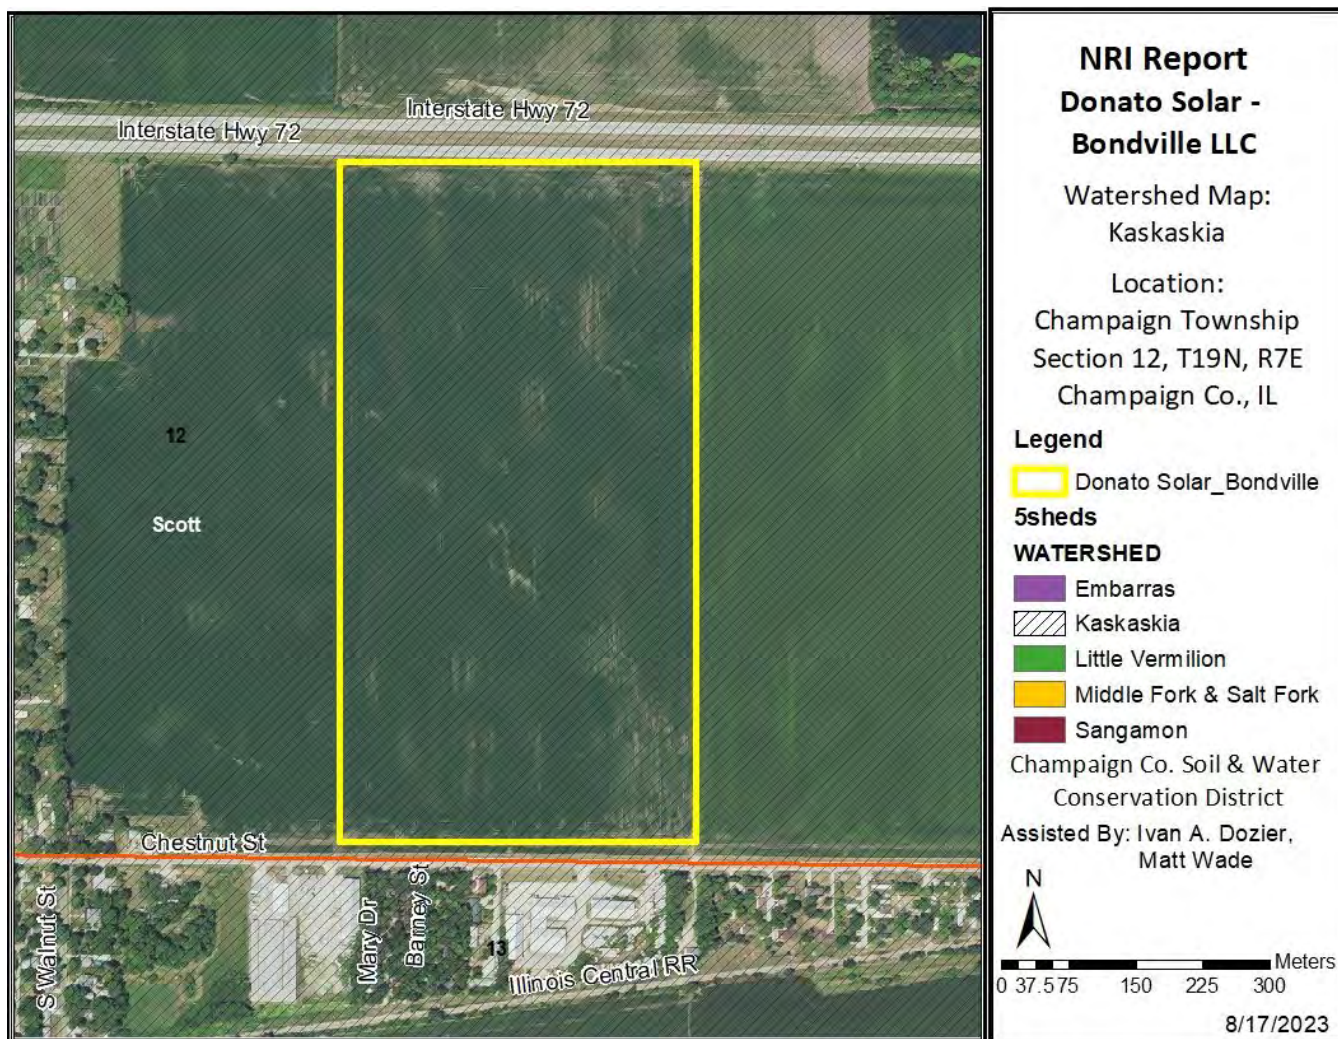 Interstate Hwy 72
Interstate Hwy 72
12
Scott
Chestnut St
S Walnut St
Mary Dr
Barney St
13
Illinois Central RR
NRI Report
Donato Solar -
Bondville LLC
Watershed Map:
Kaskaskia
Location:
Champaign Township
Section 12, T19N, R7E
Champaign Co., IL
Legend
Donato Solar_Bondville
5sheds
WATERSHED
Embarras
Kaskaskia
Little Vermilion
Middle Fork & Salt Fork
Sangamon
Champaign Co. Soil & Water
Conservation District
Assisted By: Ivan A. Dozier,
Matt Wade
N
Meters
0 37.5 75 150 225 300
8/17/2023